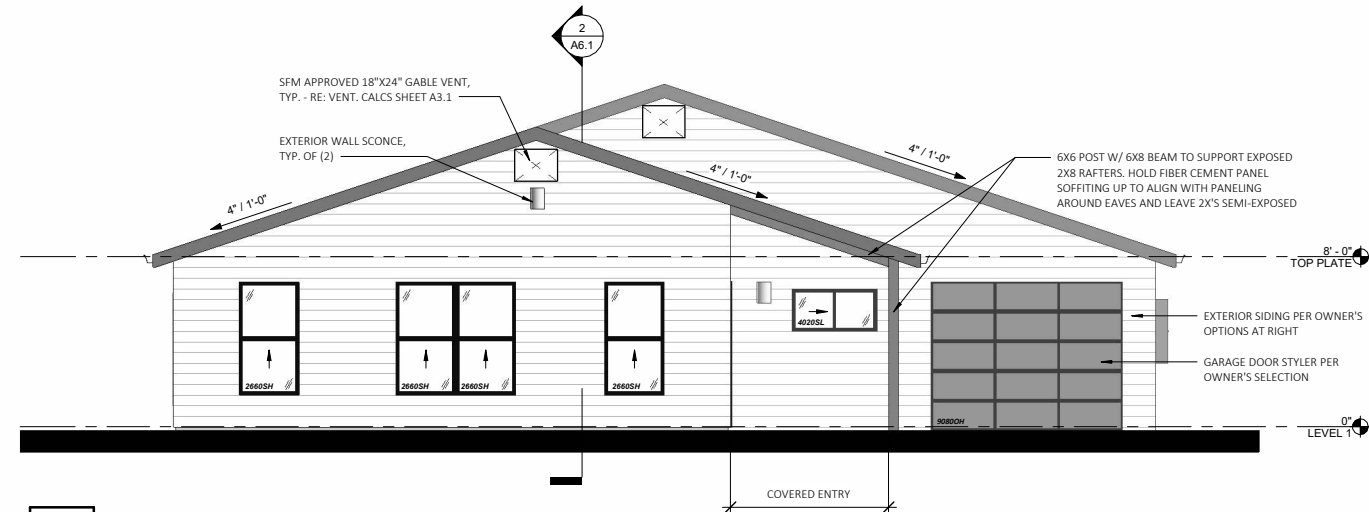 2
A6.1
SFM APPROVED 18"X24" GABLE VENT,
TYP. - RE: VENT. CALCS SHEET A3.1
EXTERIOR WALL SCONCE,
TYP. OF (2)
4" / 1'-0"
4" / 1'-0"
4" / 1'-0"
6X6 POST W/ 6X8 BEAM TO SUPPORT EXPOSED
2X8 RAFTERS. HOLD FIBER CEMENT PANEL
SOFFITING UP TO ALIGN WITH PANELING
AROUND EAVES AND LEAVE 2X'S SEMI-EXPOSED
8' - 0"
TOP PLATE
4020SL
EXTERIOR SIDING PER OWNER'S
OPTIONS AT RIGHT
GARAGE DOOR STYLER PER
OWNER'S SELECTION
2660SH
2660SH
2660SH
2660SH
9080OH
0"
LEVEL 1
COVERED ENTRY